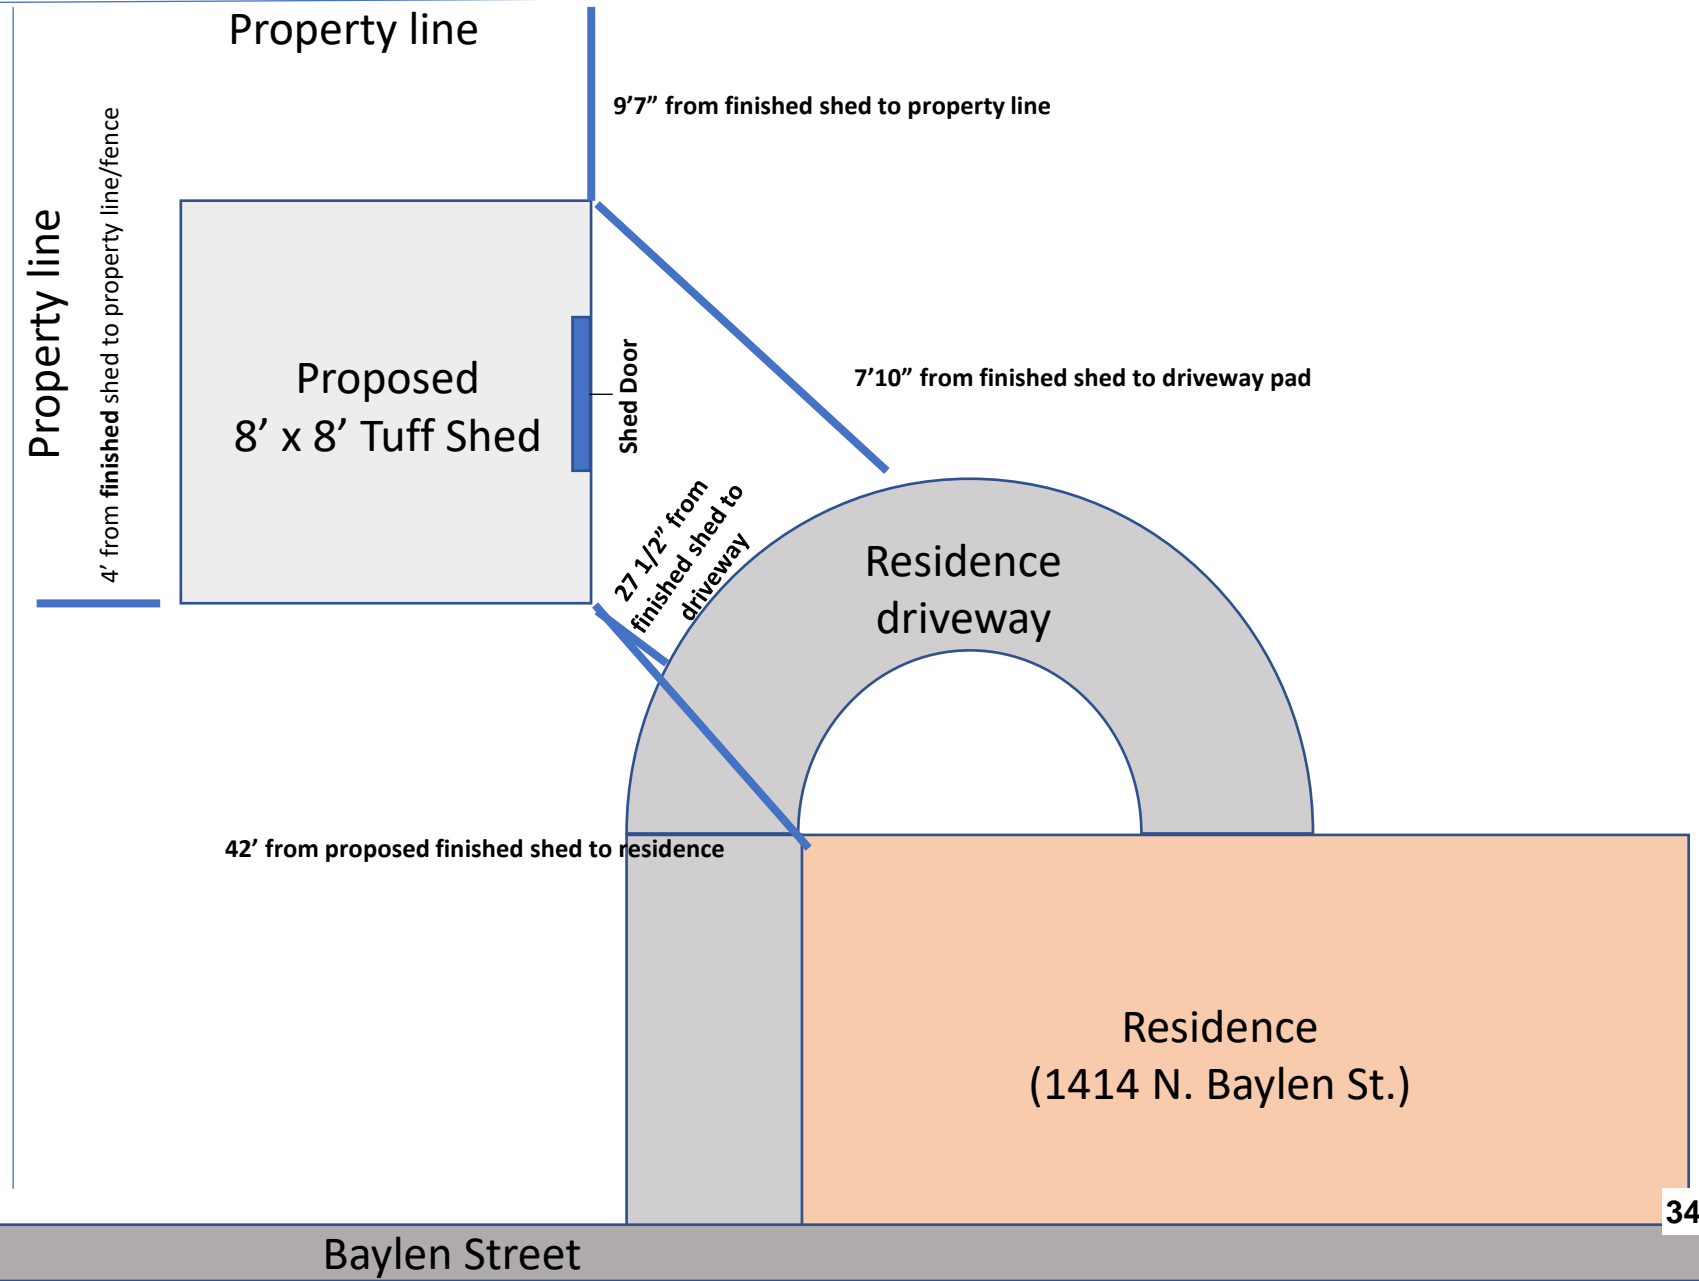 Property line
9’7” from finished shed to property line
Property line
4’ from finished shed to property line/fence
Proposed
8’ x 8’ Tuff Shed
Shed Door
7’10” from finished shed to driveway pad
27 1/2” from
finished shed to
driveway
Residence
driveway
42’ from proposed finished shed to residence
Residence
(1414 N. Baylen St.)
34
Baylen Street